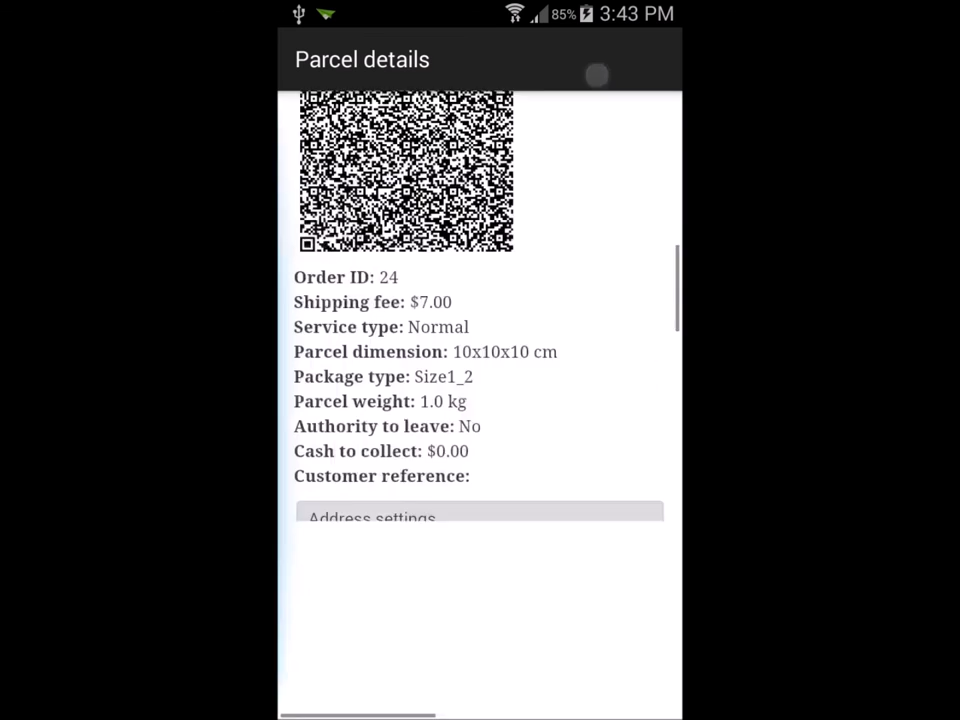 85% 3:43 PM
Parcel details
Order ID: 24
Shipping fee: $7.00
Service type: Normal
Parcel dimension: 10x10x10 cm
Package type: Size1_2
Parcel weight: 1.0 kg
Authority to leave: No
Cash to collect: $0.00
Customer reference:
Address settings